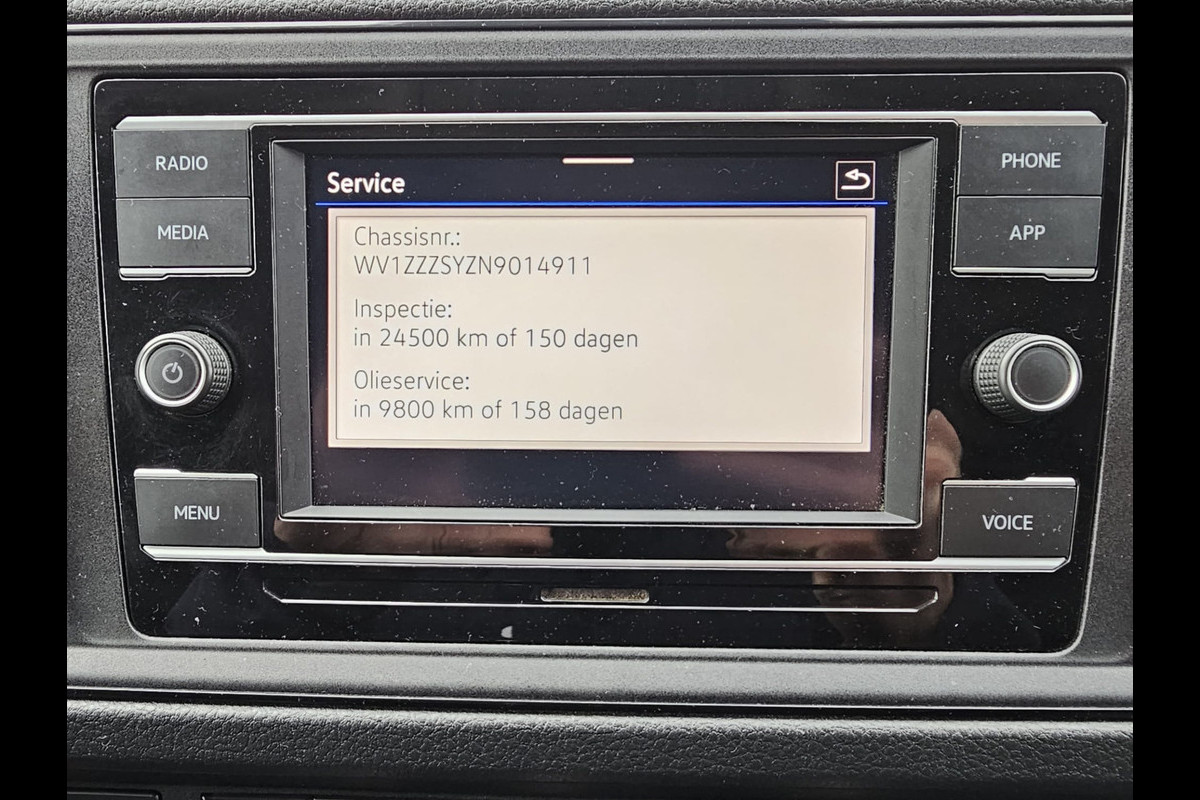 RADIO
MEDIA
MENU
Service
Chassisnr.:
WV1ZZZSYZN9014911
Inspectie:
in 24500 km of 150 dagen
Olieservice:
in 9800 km of 158 dagen
PHONE
APP
VOICE